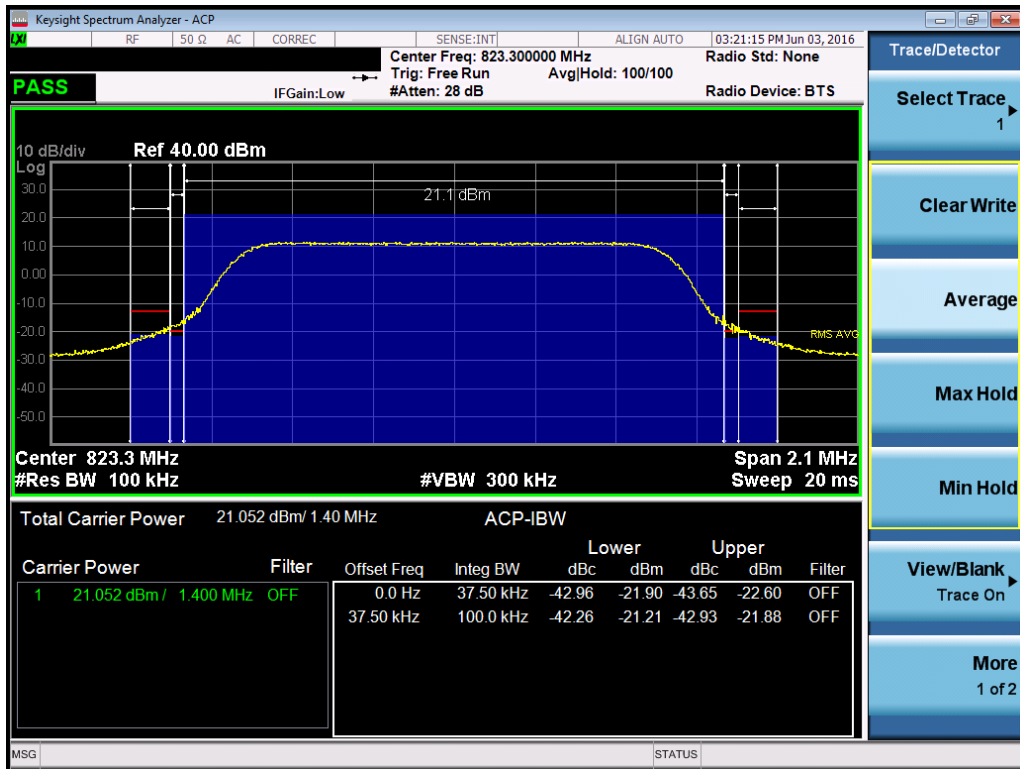 Keysight Spectrum Analyzer - ACP
LXI RF 50 Ω AC CORREC SENSE:INT ALIGN AUTO 03:21:15 PM Jun 03, 2016
Center Freq: 823.300000 MHz Radio Std: None
Trig: Free Run Avg|Hold: 100/100
PASS IFGain:Low #Atten: 28 dB Radio Device: BTS
10 dB/div Ref 40.00 dBm
Log
30.0
21.1 dBm
20.0
10.0
0.00
-10.0
-20.0
RMS AVG
-30.0
-40.0
-50.0
Center 823.3 MHz Span 2.1 MHz
#Res BW 100 kHz #VBW 300 kHz Sweep 20 ms
Total Carrier Power 21.052 dBm/ 1.40 MHz ACP-IBW
Lower Upper
Carrier Power Filter Offset Freq Integ BW dBc dBm dBc dBm Filter
1 21.052 dBm / 1.400 MHz OFF 0.0 Hz 37.50 kHz -42.96 -21.90 -43.65 -22.60 OFF
37.50 kHz 100.0 kHz -42.26 -21.21 -42.93 -21.88 OFF
MSG STATUS
Trace/Detector
Select Trace
1
Clear Write
Average
Max Hold
Min Hold
View/Blank
Trace On
More
1 of 2